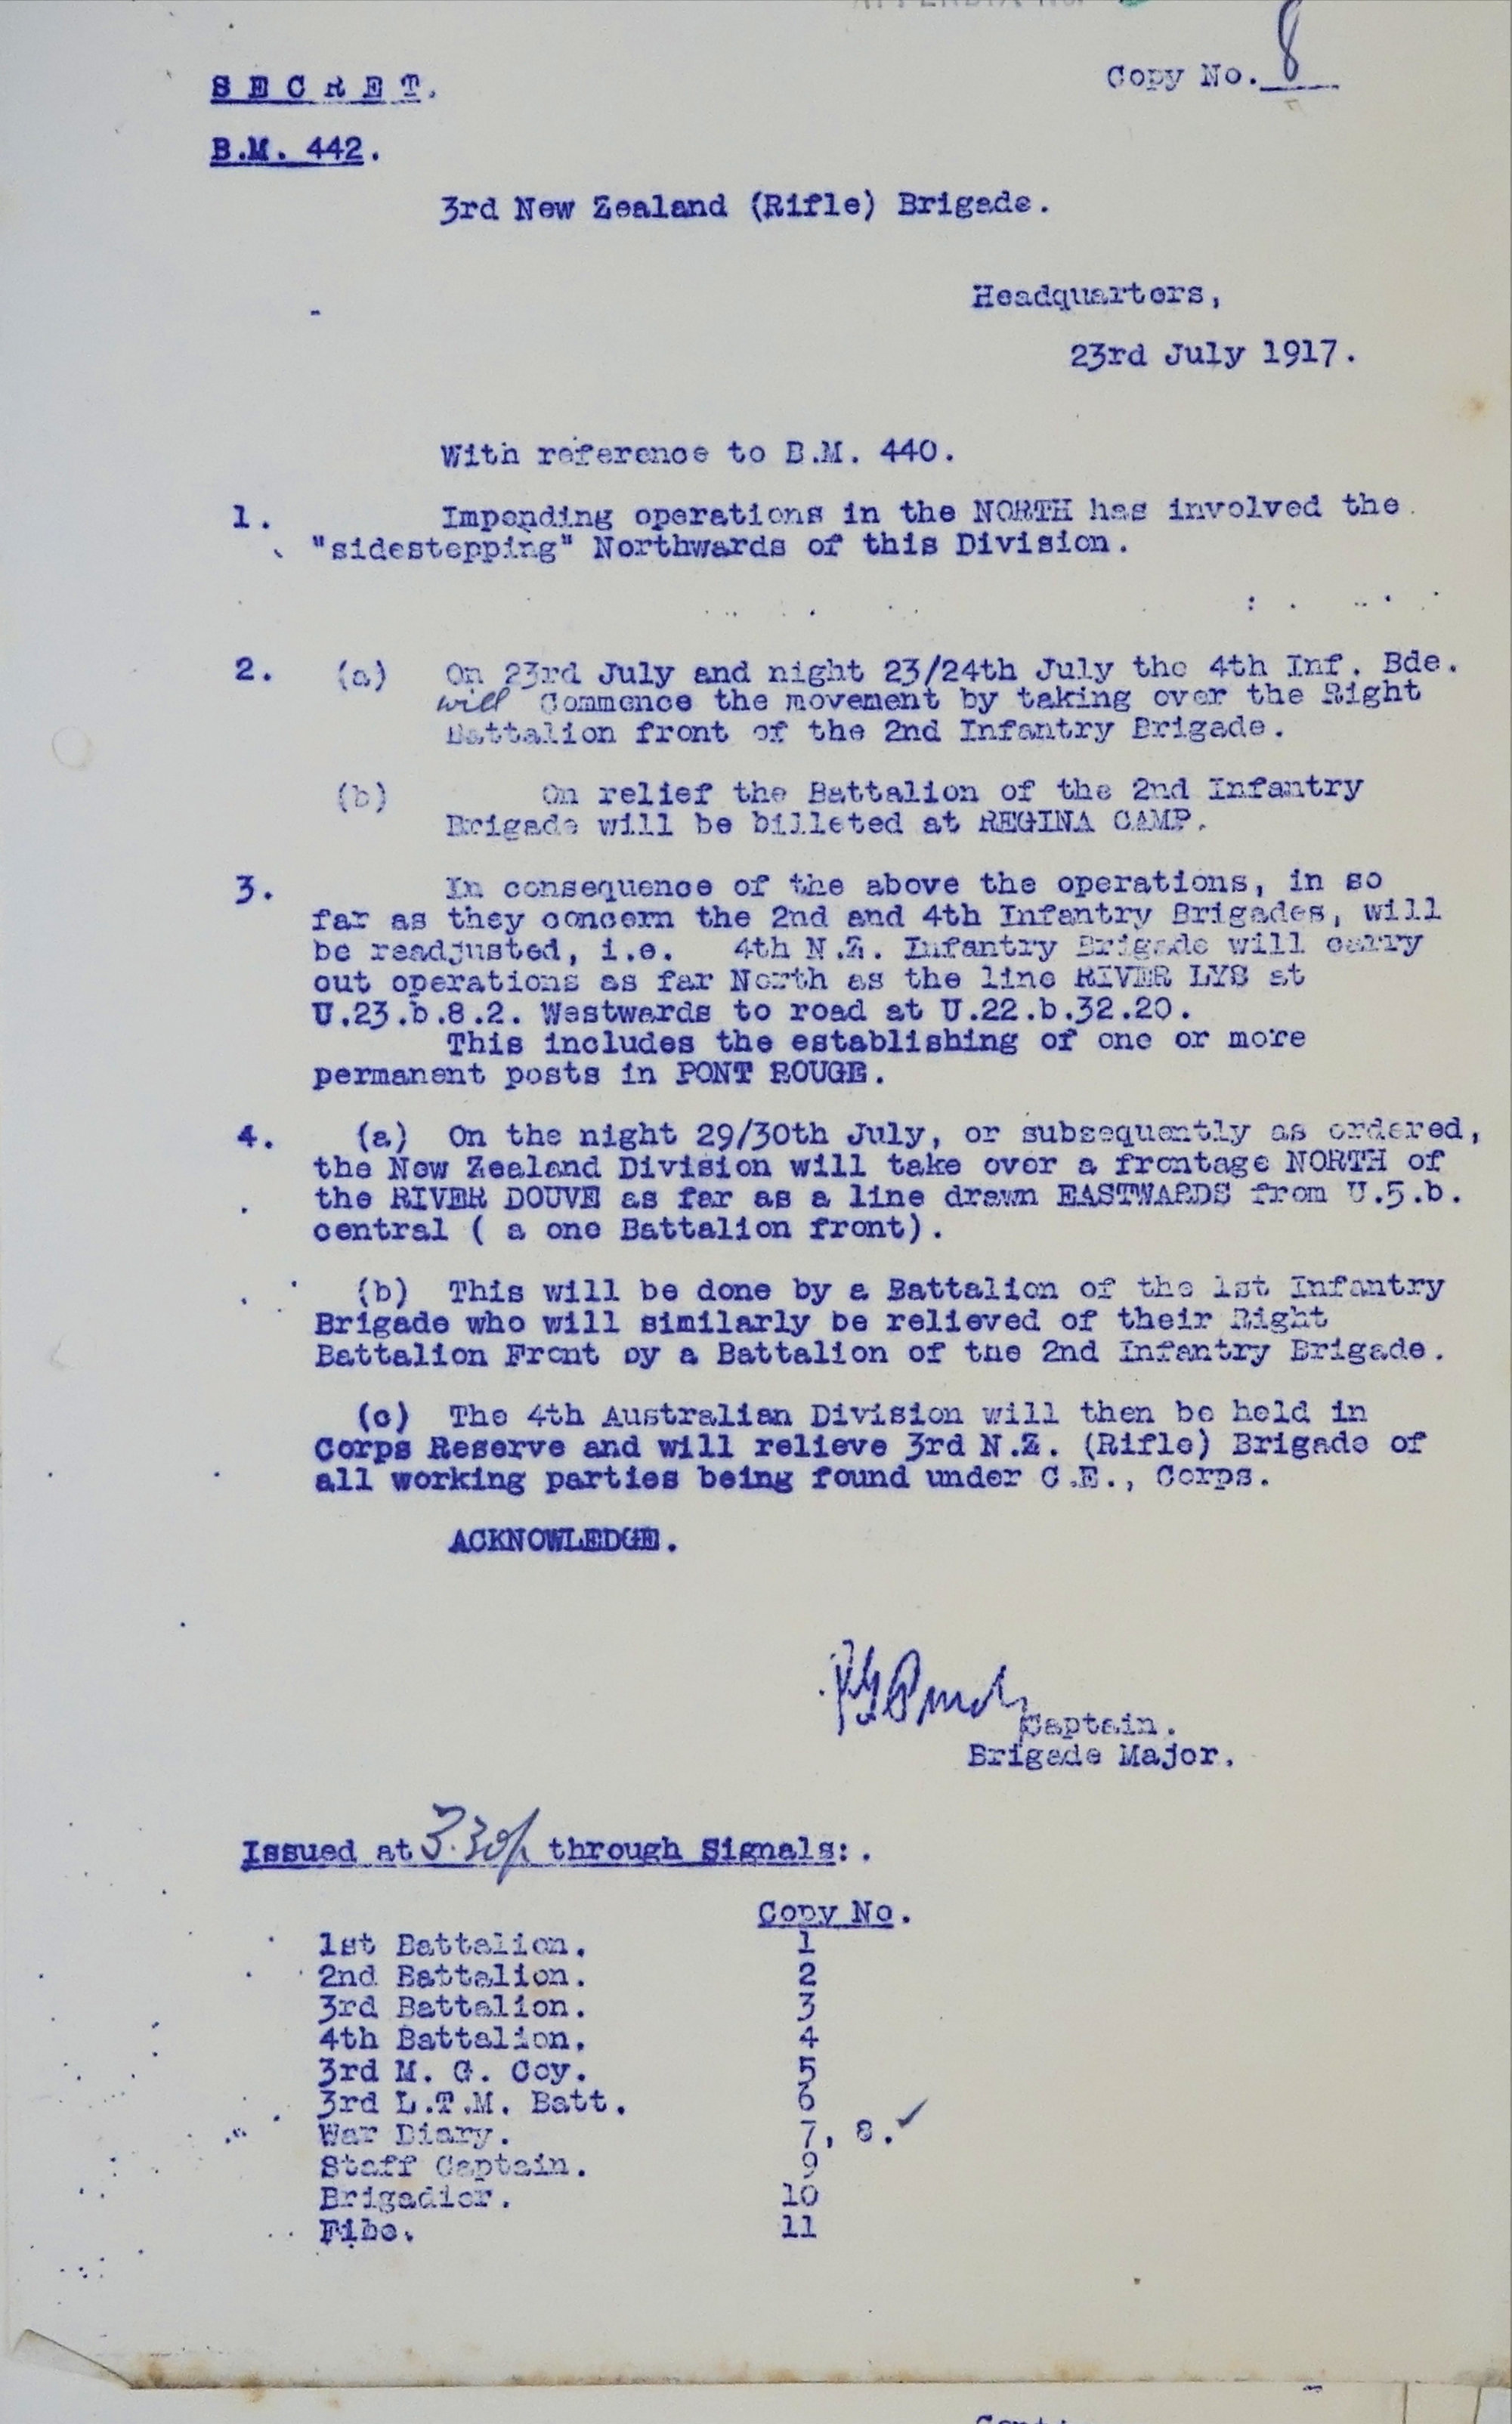 Copy No. 8
S E C R E T.
B.M. 442.
3rd New Zealand (Rifle) Brigade.
Headquarters,
23rd July 1917.
With reference to B.M. 440.
1. Impending operations in the NORTH has involved the
"sidestepping" Northwards of this Division.
2. (a) On 23rd July and night 23/24th July the 4th Inf. Bde.
will Commence the movement by taking over the Right
Battalion front of the 2nd Infantry Brigade.
(b) On relief the Battalion of the 2nd Infantry
Brigade will be billeted at REGINA CAMP.
3. In consequence of the above the operations, in so
far as they concern the 2nd and 4th Infantry Brigades, will
be readjusted, i.e. 4th N.Z. Infantry Brigade will carry
out operations as far North as the line RIVER LYS at
U.23.b.8.2. Westwards to road at U.22.b.32.20.
This includes the establishing of one or more
permanent posts in PONT ROUGE.
4. (a) On the night 29/30th July, or subsequently as ordered,
the New Zealand Division will take over a frontage NORTH of
the RIVER DOUVE as far as a line drawn EASTWARDS from U.5.b.
central ( a one Battalion front).
(b) This will be done by a Battalion of the 1st Infantry
Brigade who will similarly be relieved of their Right
Battalion Front by a Battalion of the 2nd Infantry Brigade.
(c) The 4th Australian Division will then be held in
Corps Reserve and will relieve 3rd N.Z. (Rifle) Brigade of
all working parties being found under C.E., Corps.
ACKNOWLEDGE.
Captain.
Brigade Major.
Issued at 3.30p through Signals:.
Copy No.
1st Battalion. 1
2nd Battalion. 2
3rd Battalion. 3
4th Battalion. 4
3rd M. G. Coy. 5
3rd L.T.M. Batt. 6
War Diary. 7, 8.
Staff Captain. 9
Brigadier. 10
File. 11